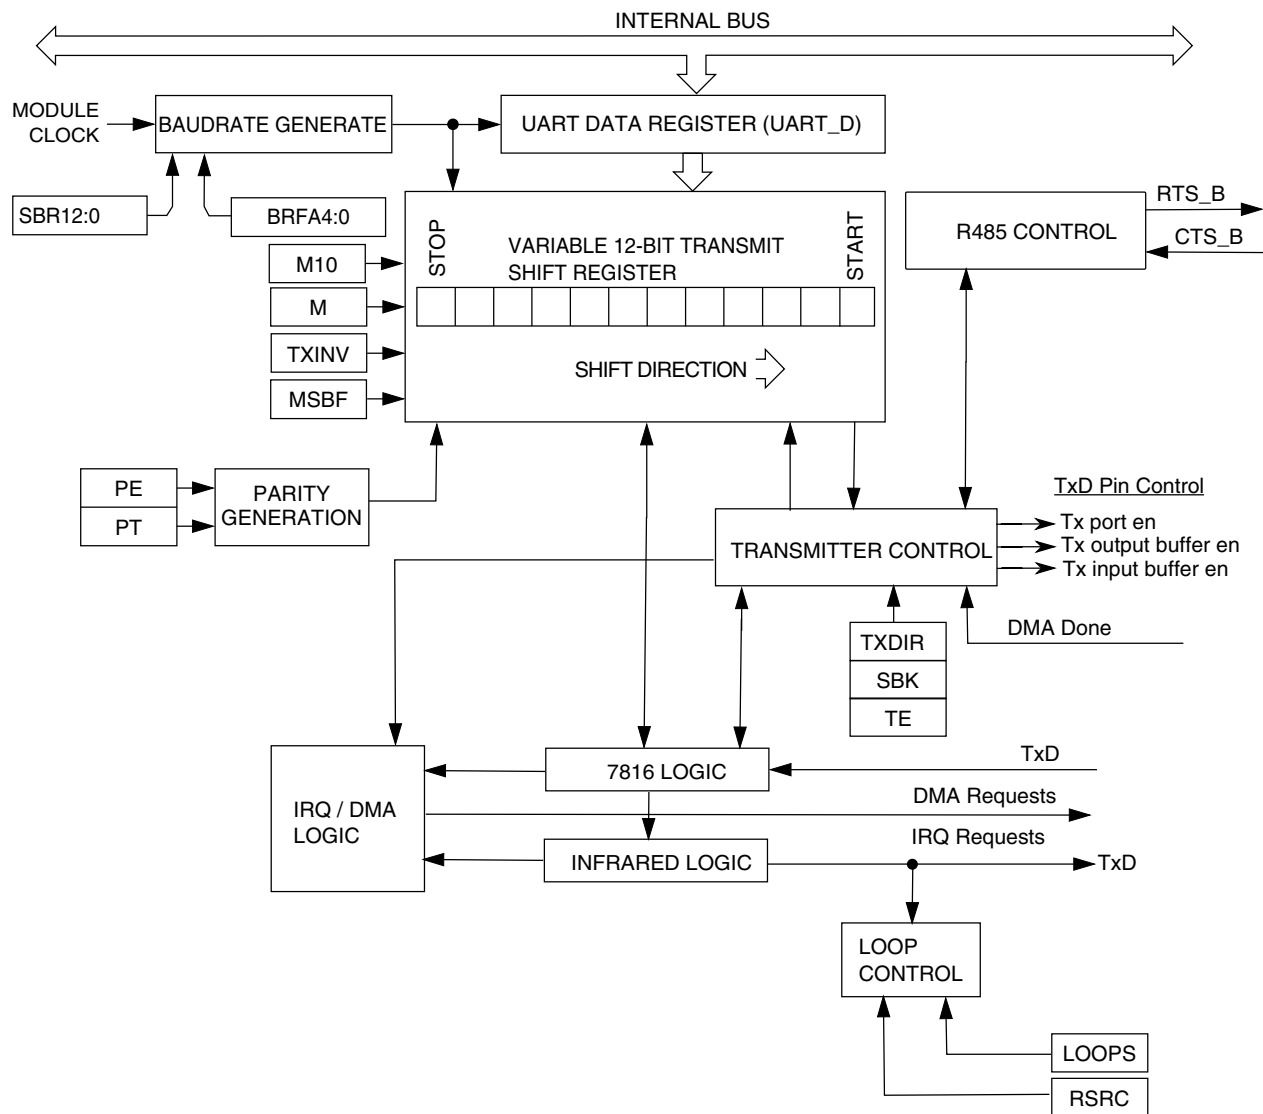 INTERNAL BUS
MODULE
CLOCK
BAUDRATE GENERATE
UART DATA REGISTER (UART_D)
SBR12:0
BRFA4:0
RTS_B
R485 CONTROL
CTS_B
STOP
VARIABLE 12-BIT TRANSMIT
SHIFT REGISTER
START
M10
M
TXINV
SHIFT DIRECTION
MSBF
PE
PT
PARITY
GENERATION
TxD Pin Control
Tx port en
TRANSMITTER CONTROL
Tx output buffer en
Tx input buffer en
DMA Done
TXDIR
SBK
TE
7816 LOGIC
TxD
IRQ / DMA
LOGIC
DMA Requests
IRQ Requests
INFRARED LOGIC
TxD
LOOP
CONTROL
LOOPS
RSRC